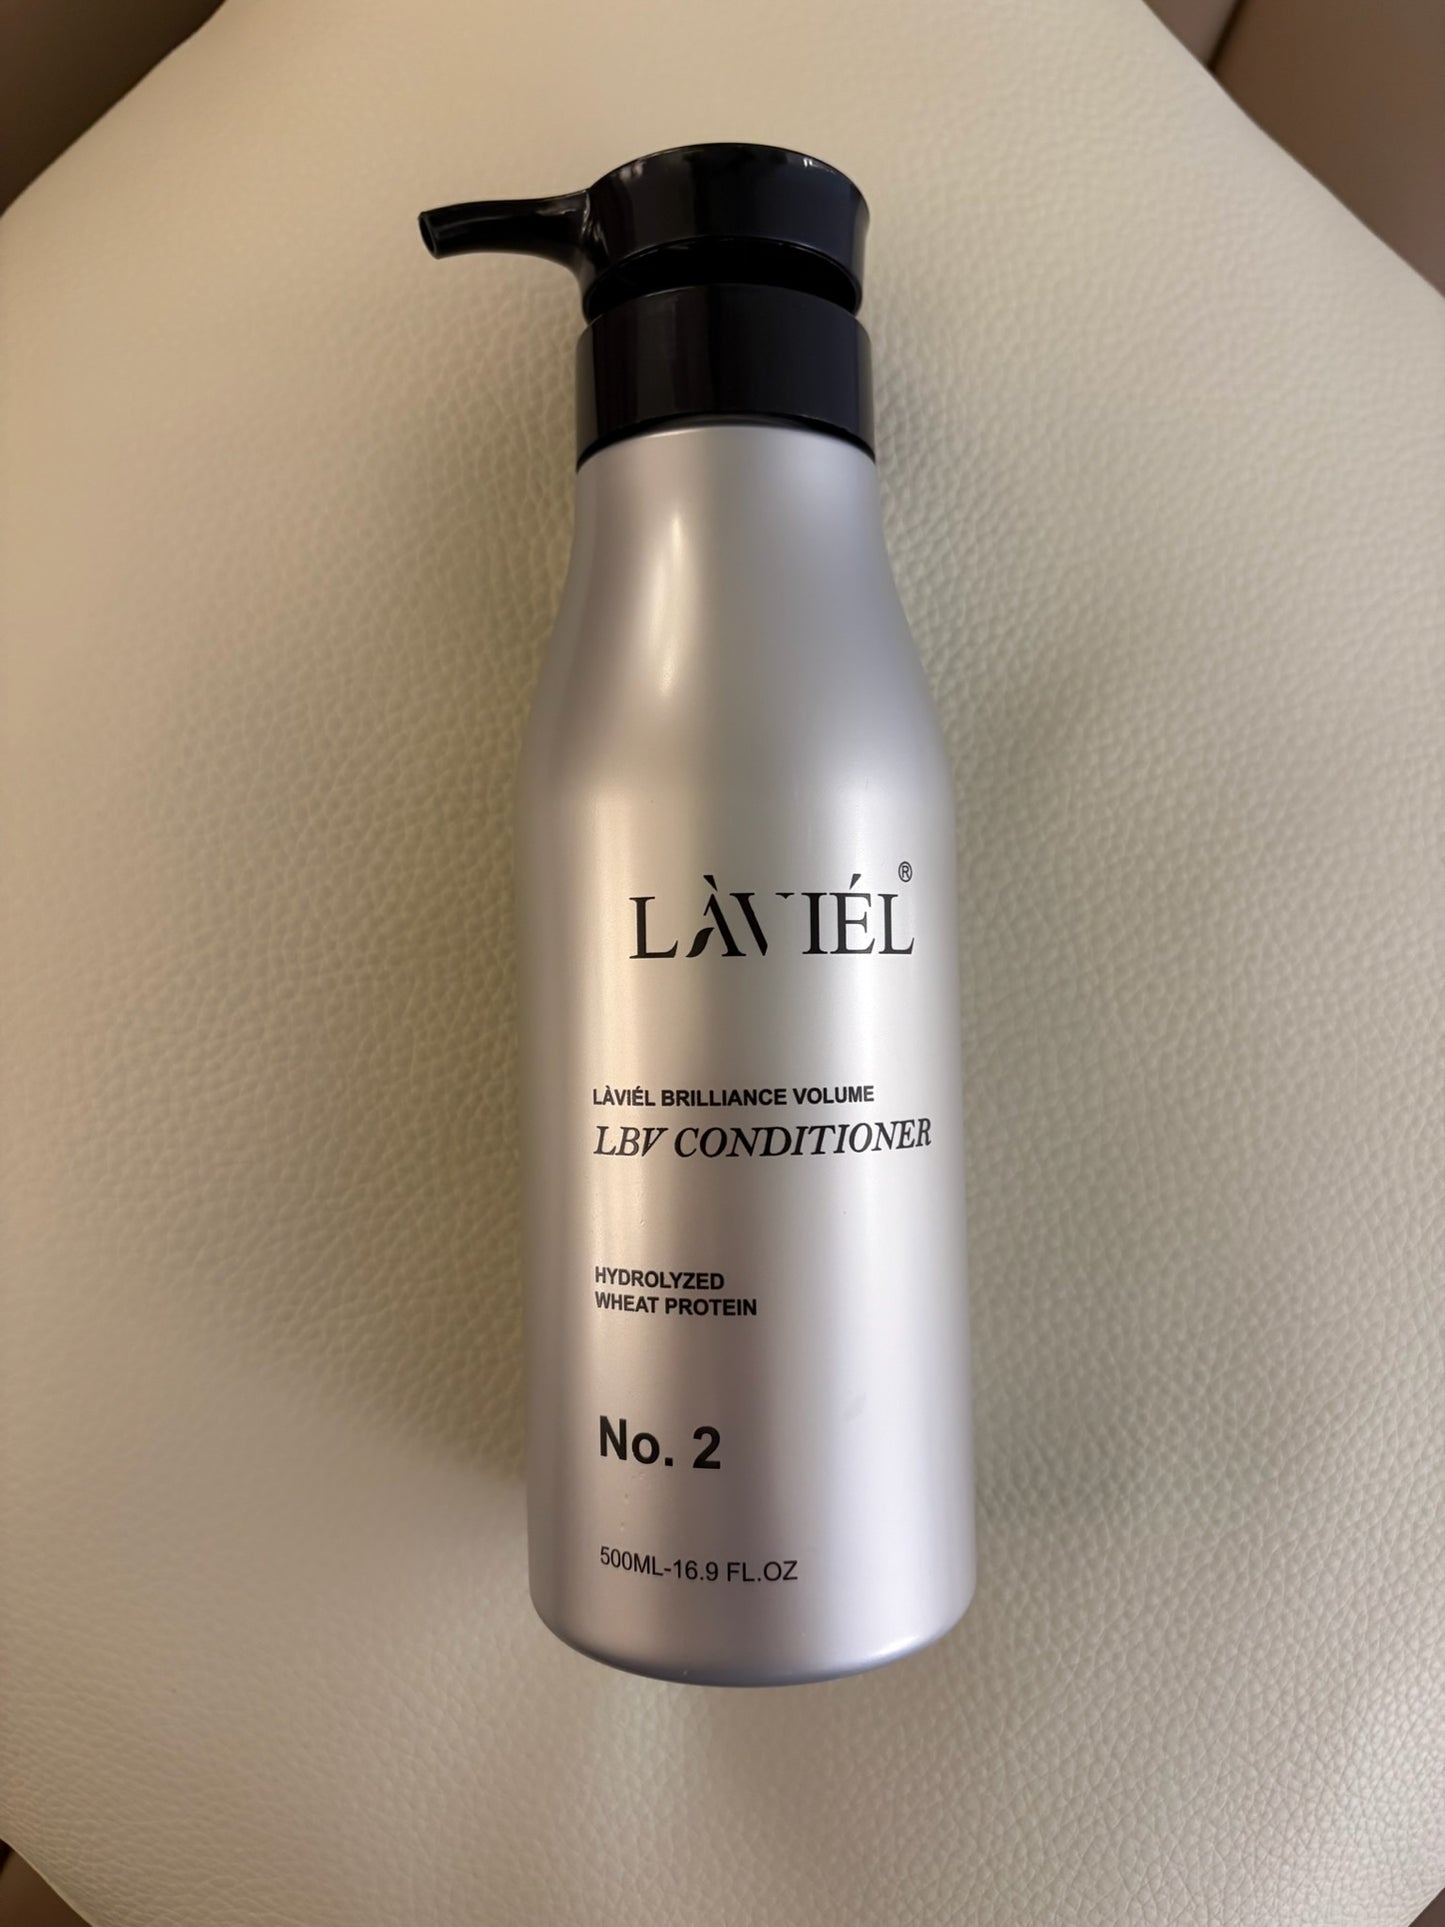 LÀVIÉL®
LÀVIÉL BRILLIANCE VOLUME
LBV CONDITIONER
HYDROLYZED
WHEAT PROTEIN
No. 2
500ML-16.9 FL.OZ